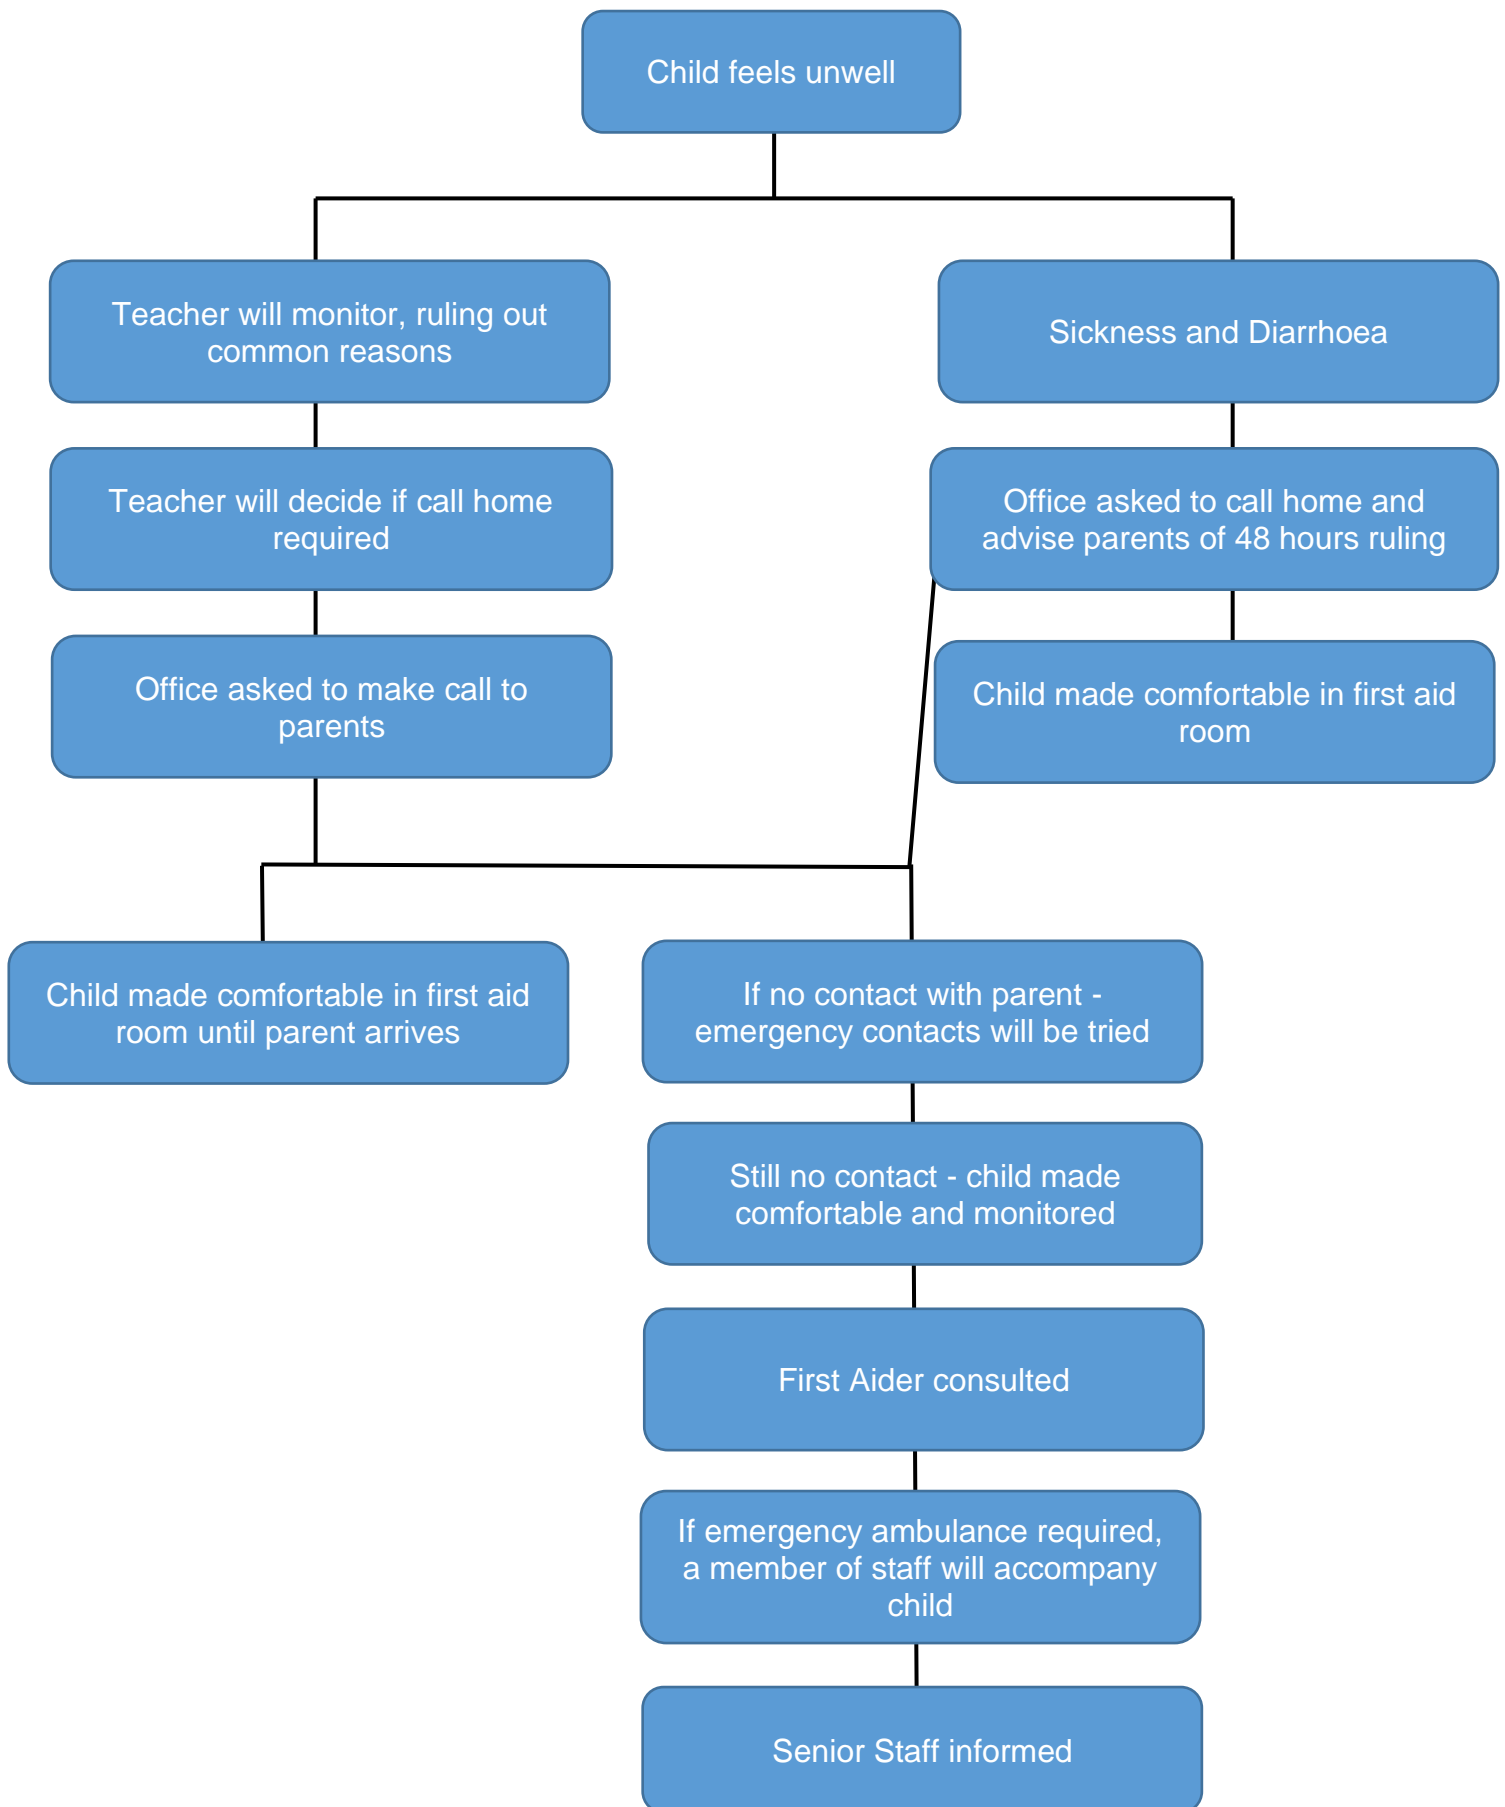 Child feels unwell
Teacher will monitor, ruling out
common reasons
Sickness and Diarrhoea
Teacher will decide if call home
required
Office asked to call home and
advise parents of 48 hours ruling
Office asked to make call to
parents
Child made comfortable in first aid
room
Child made comfortable in first aid
room until parent arrives
If no contact with parent -
emergency contacts will be tried
Still no contact - child made
comfortable and monitored
First Aider consulted
If emergency ambulance required,
a member of staff will accompany
child
Senior Staff informed